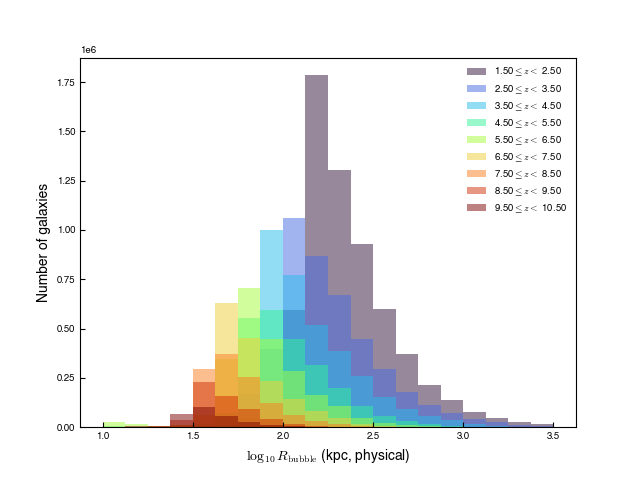 1e6
1.75
1.50
1.25
1.00
0.75
0.50
0.25
0.00
Number of galaxies
1.50 ≤ z < 2.50
2.50 ≤ z < 3.50
3.50 ≤ z < 4.50
4.50 ≤ z < 5.50
5.50 ≤ z < 6.50
6.50 ≤ z < 7.50
7.50 ≤ z < 8.50
8.50 ≤ z < 9.50
9.50 ≤ z < 10.50
1.0 1.5 2.0 2.5 3.0 3.5
log₁₀ R_bubble (kpc, physical)